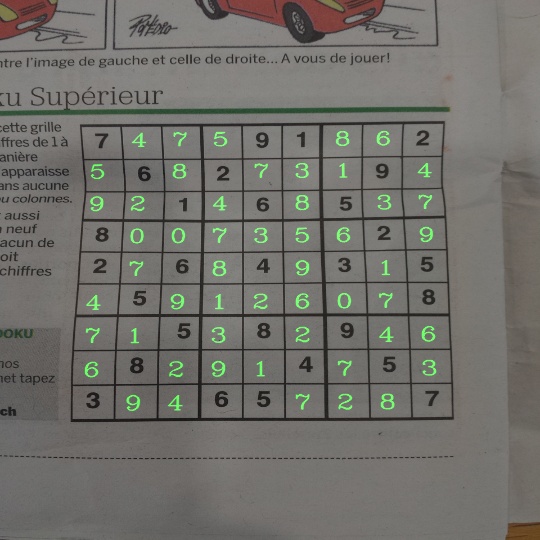 ntre l'image de gauche et celle de droite... A vous de jouer!
ku Supérieur
cette grille
ffres de 1 à
anière
apparaisse
ans aucune
ou colonnes.
aussi
neuf
acun de
oit
chiffres
OKU
nos
net tapez
ch
7 4 7 5 9 1 8 6 2
5 6 8 2 7 3 1 9 4
9 2 1 4 6 8 5 3 7
8 0 0 7 3 5 6 2 9
2 7 6 8 4 9 3 1 5
4 5 9 1 2 6 0 7 8
7 1 5 3 8 2 9 4 6
6 8 2 9 1 4 7 5 3
3 9 4 6 5 7 2 8 7